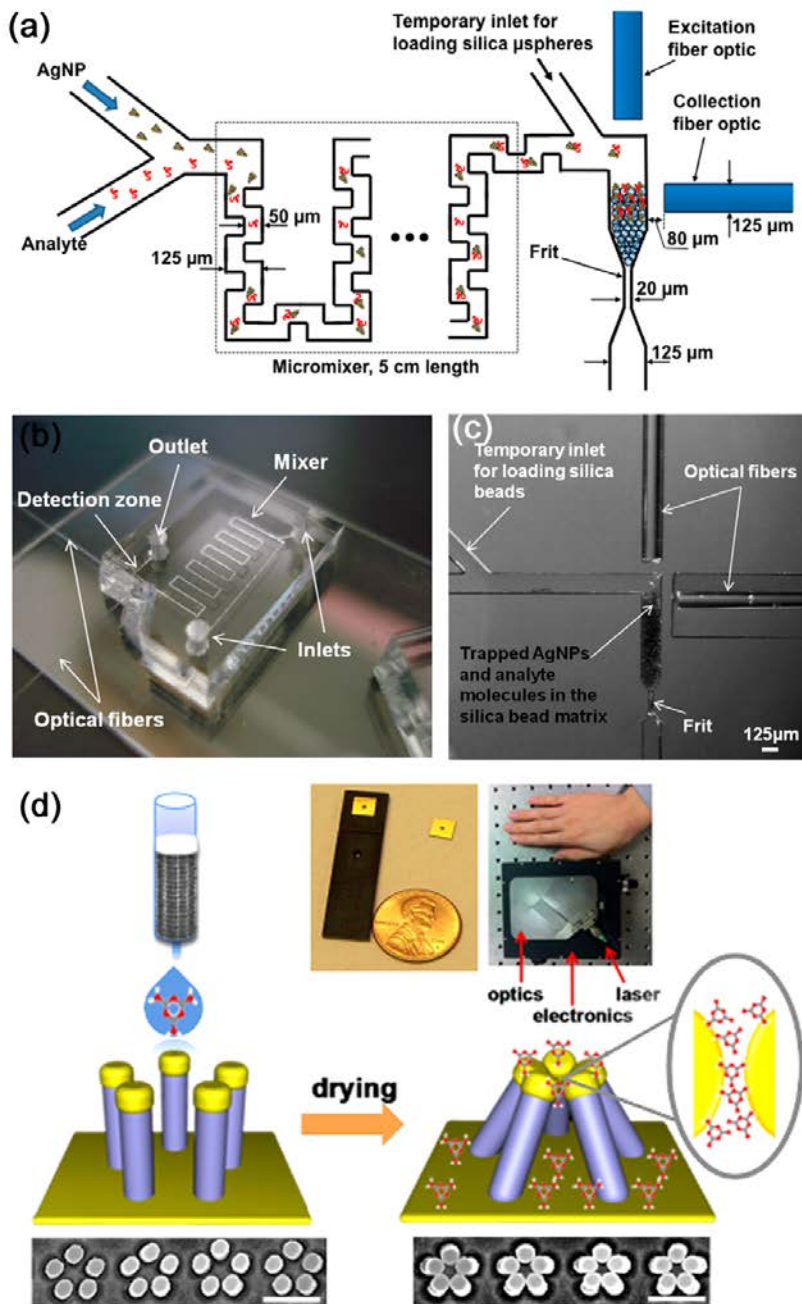 (a)
Temporary inlet for
loading silica µspheres
Excitation
fiber optic
AgNP
Collection
fiber optic
50 µm
125 µm
Analyte
125 µm
80 µm
Frit
20 µm
125 µm
Micromixer, 5 cm length
(b)
Outlet
Mixer
Detection zone
Inlets
Optical fibers
(c)
Temporary inlet
for loading silica
beads
Optical fibers
Trapped AgNPs
and analyte
molecules in the
silica bead matrix
Frit
125µm
(d)
optics
laser
electronics
drying